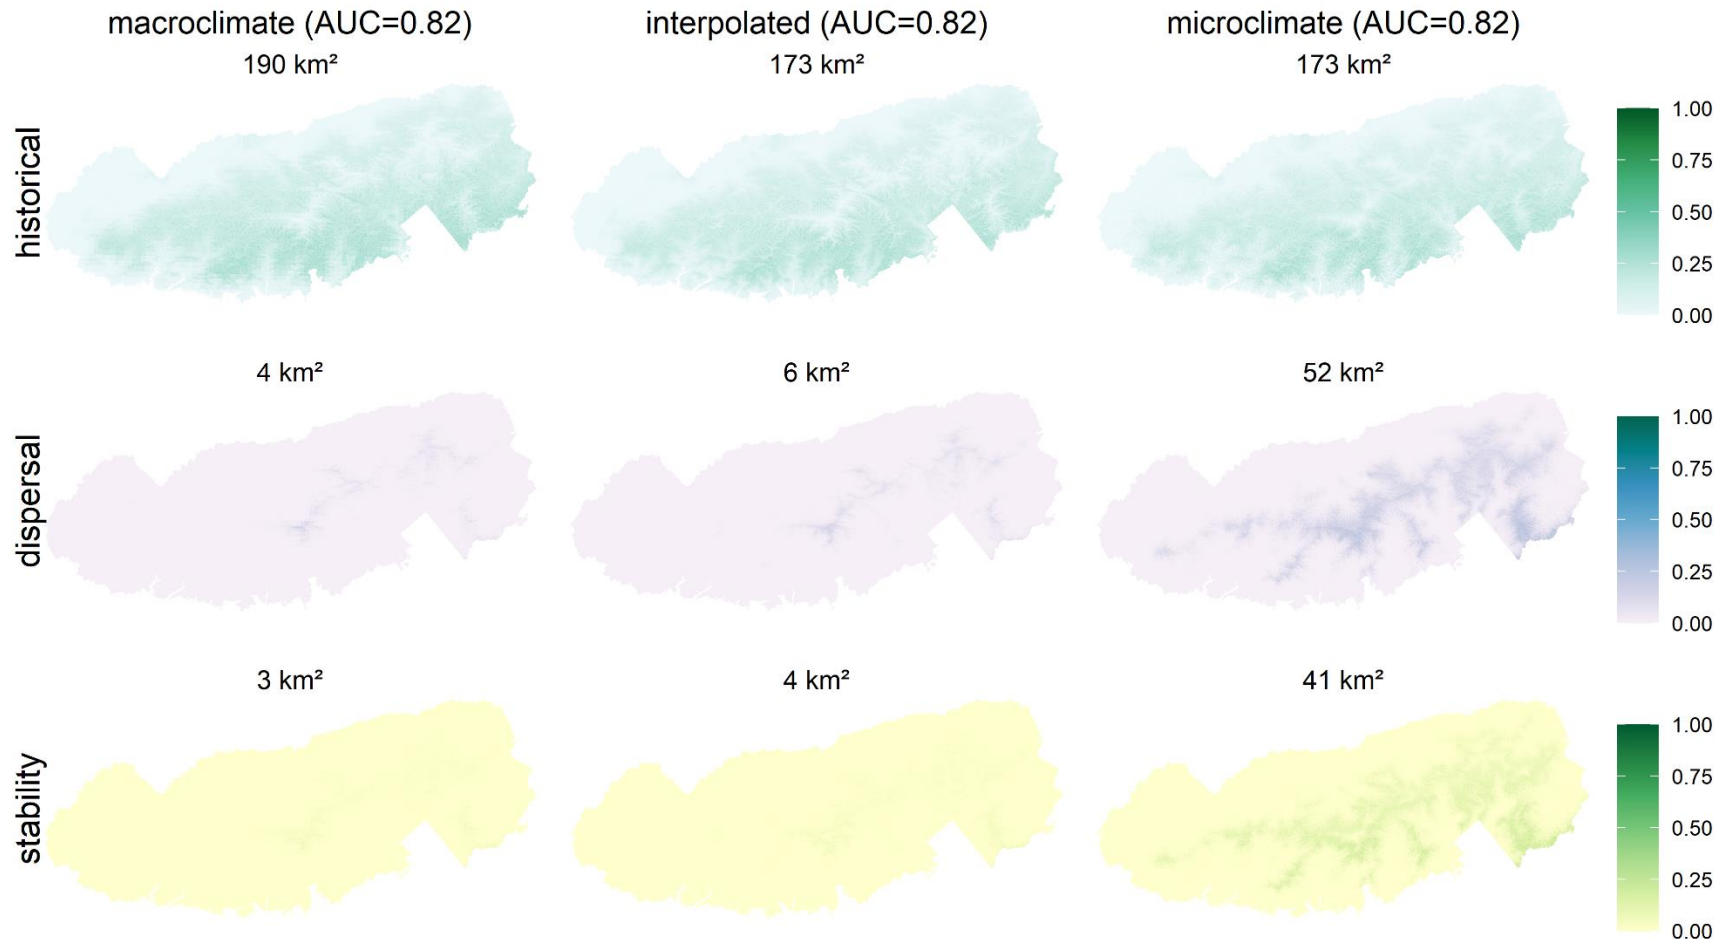 macroclimate (AUC=0.82) interpolated (AUC=0.82) microclimate (AUC=0.82)
190 km² 173 km² 173 km²
historical
1.00
0.75
0.50
0.25
0.00
4 km² 6 km² 52 km²
dispersal
1.00
0.75
0.50
0.25
0.00
3 km² 4 km² 41 km²
stability
1.00
0.75
0.50
0.25
0.00